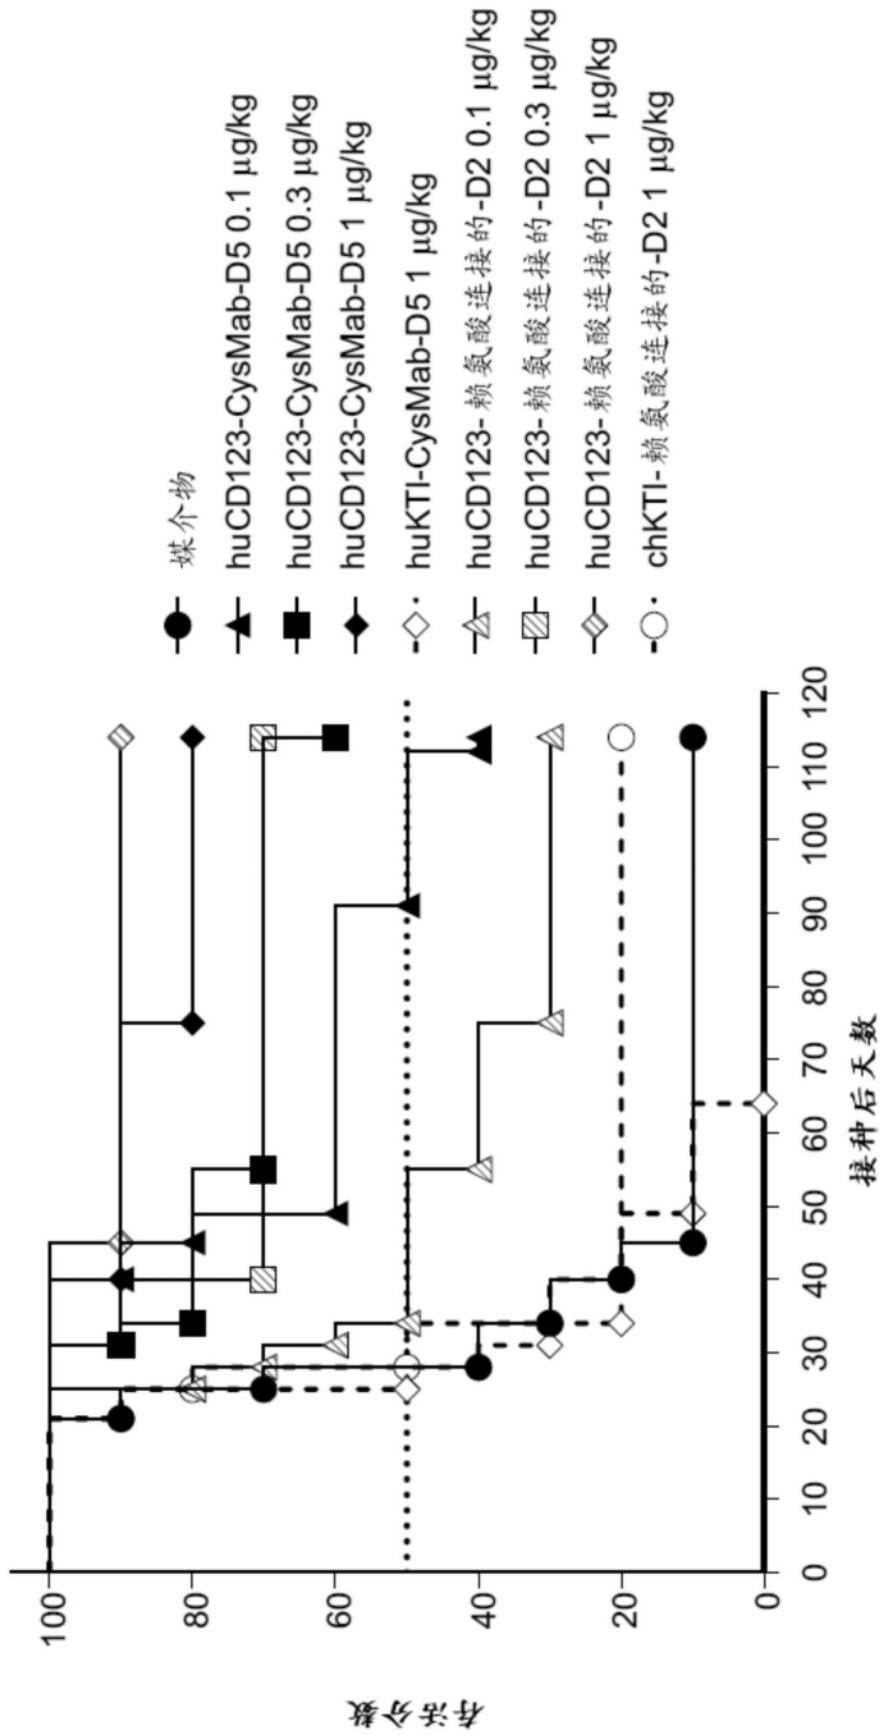 存活分数
100
80
60
40
20
0
0 10 20 30 40 50 60 70 80 90 100 110 120
接种后天数
媒介物
huCD123-CysMab-D5 0.1 μg/kg
huCD123-CysMab-D5 0.3 μg/kg
huCD123-CysMab-D5 1 μg/kg
huKTI-CysMab-D5 1 μg/kg
huCD123-赖氨酸连接的-D2 0.1 μg/kg
huCD123-赖氨酸连接的-D2 0.3 μg/kg
huCD123-赖氨酸连接的-D2 1 μg/kg
chKTI-赖氨酸连接的-D2 1 μg/kg